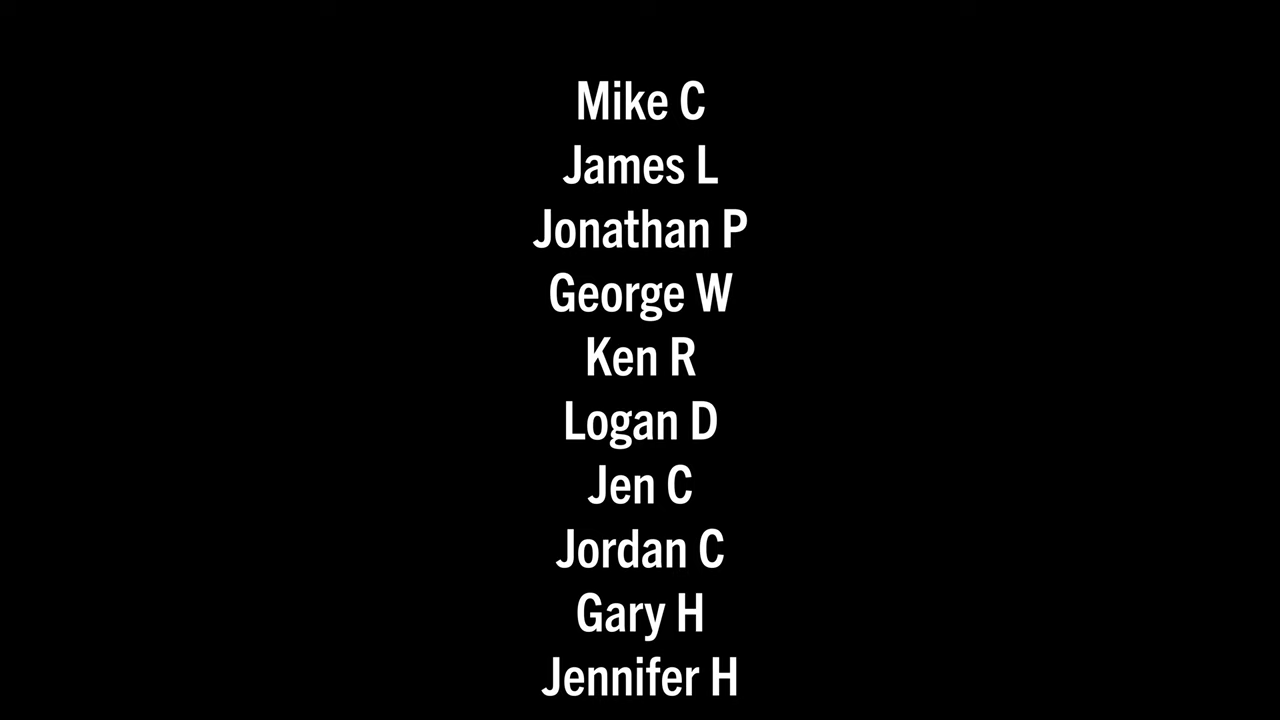 Mike C
James L
Jonathan P
George W
Ken R
Logan D
Jen C
Jordan C
Gary H
Jennifer H